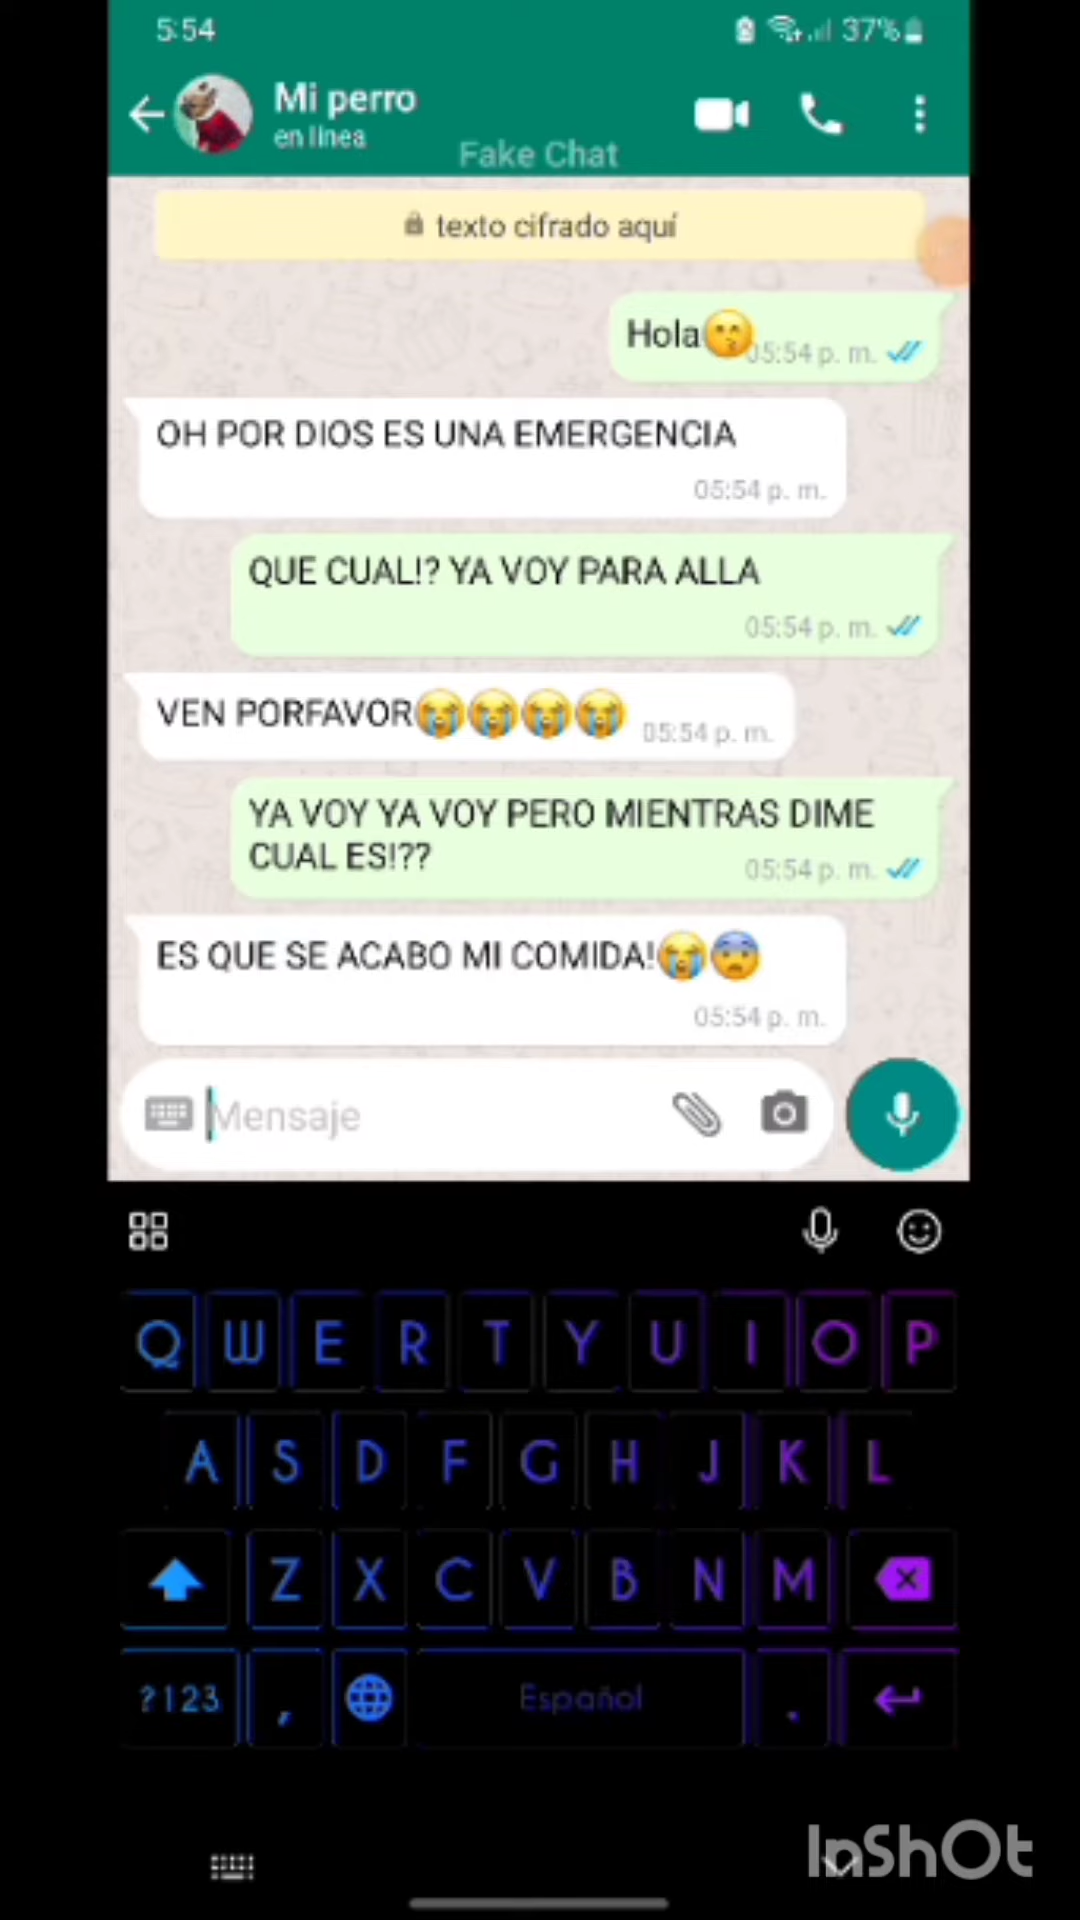 5:54
37%
Mi perro
en línea
Fake Chat
texto cifrado aquí
Hola😙
05:54 p. m.
OH POR DIOS ES UNA EMERGENCIA
05:54 p. m.
QUE CUAL!? YA VOY PARA ALLA
05:54 p. m.
VEN PORFAVOR😭😭😭😭
05:54 p. m.
YA VOY YA VOY PERO MIENTRAS DIME
CUAL ES!??
05:54 p. m.
ES QUE SE ACABO MI COMIDA!😭😨
05:54 p. m.
Mensaje
Q W E R T Y U I O P
A S D F G H J K L
Z X C V B N M
?123 , Español .
InShOt